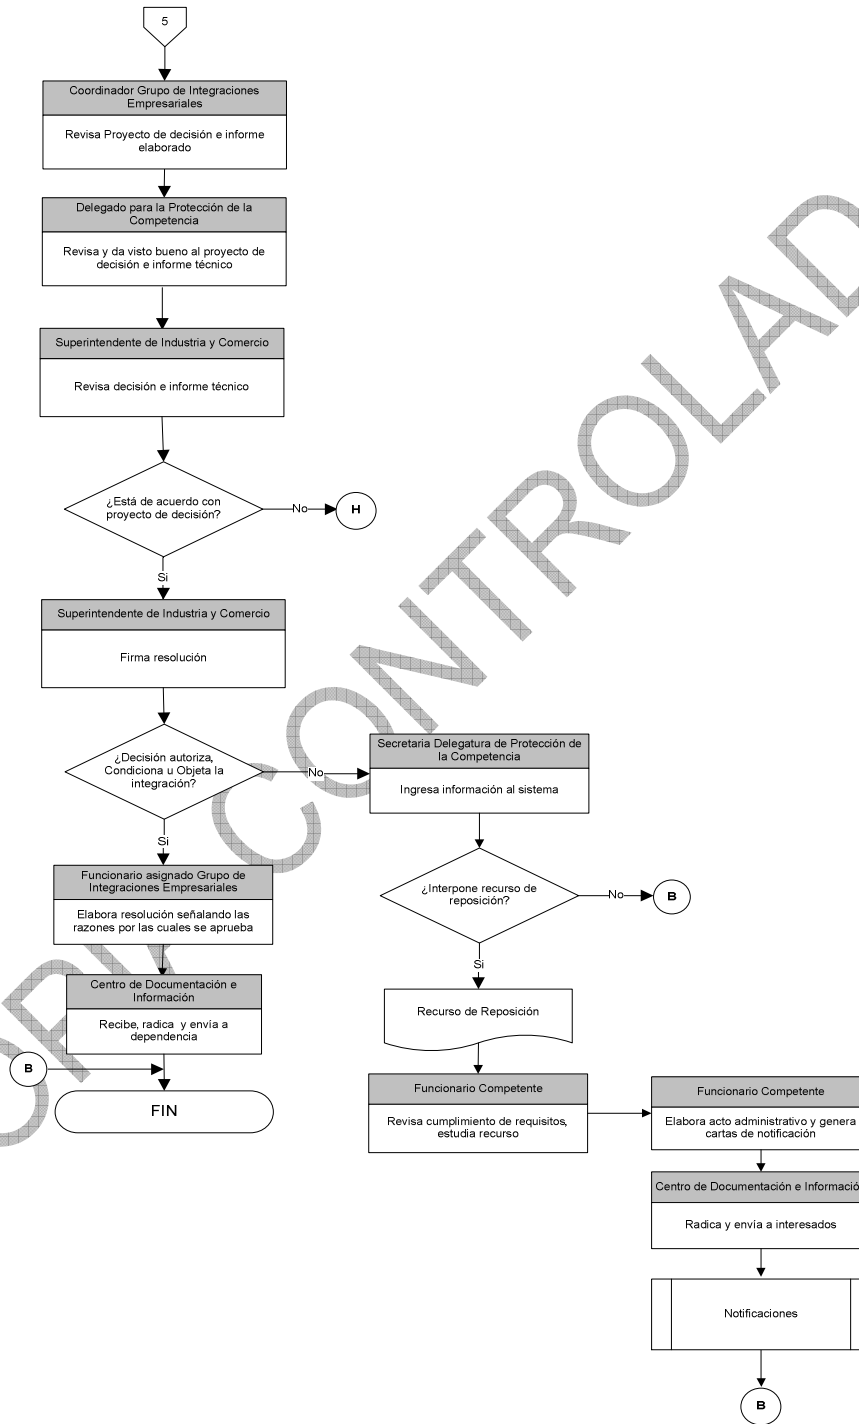 5
Coordinador Grupo de Integraciones
Empresariales
Revisa Proyecto de decisión e informe
elaborado
Delegado para la Protección de la
Competencia
Revisa y da visto bueno al proyecto de
decisión e informe técnico
Superintendente de Industria y Comercio
Revisa decisión e informe técnico
¿Está de acuerdo con
proyecto de decisión?
No
H
Si
Superintendente de Industria y Comercio
Firma resolución
¿Decisión autoriza,
Condiciona u Objeta la
integración?
No
Secretaria Delegatura de Protección de
la Competencia
Ingresa información al sistema
Si
Funcionario asignado Grupo de
Integraciones Empresariales
Elabora resolución señalando las
razones por las cuales se aprueba
¿Interpone recurso de
reposición?
No
B
Si
Centro de Documentación e
Información
Recibe, radica y envía a
dependencia
Recurso de Reposición
B
FIN
Funcionario Competente
Revisa cumplimiento de requisitos,
estudia recurso
Funcionario Competente
Elabora acto administrativo y genera
cartas de notificación
Centro de Documentación e Informació
Radica y envía a interesados
Notificaciones
B
COPIA CONTROLAD